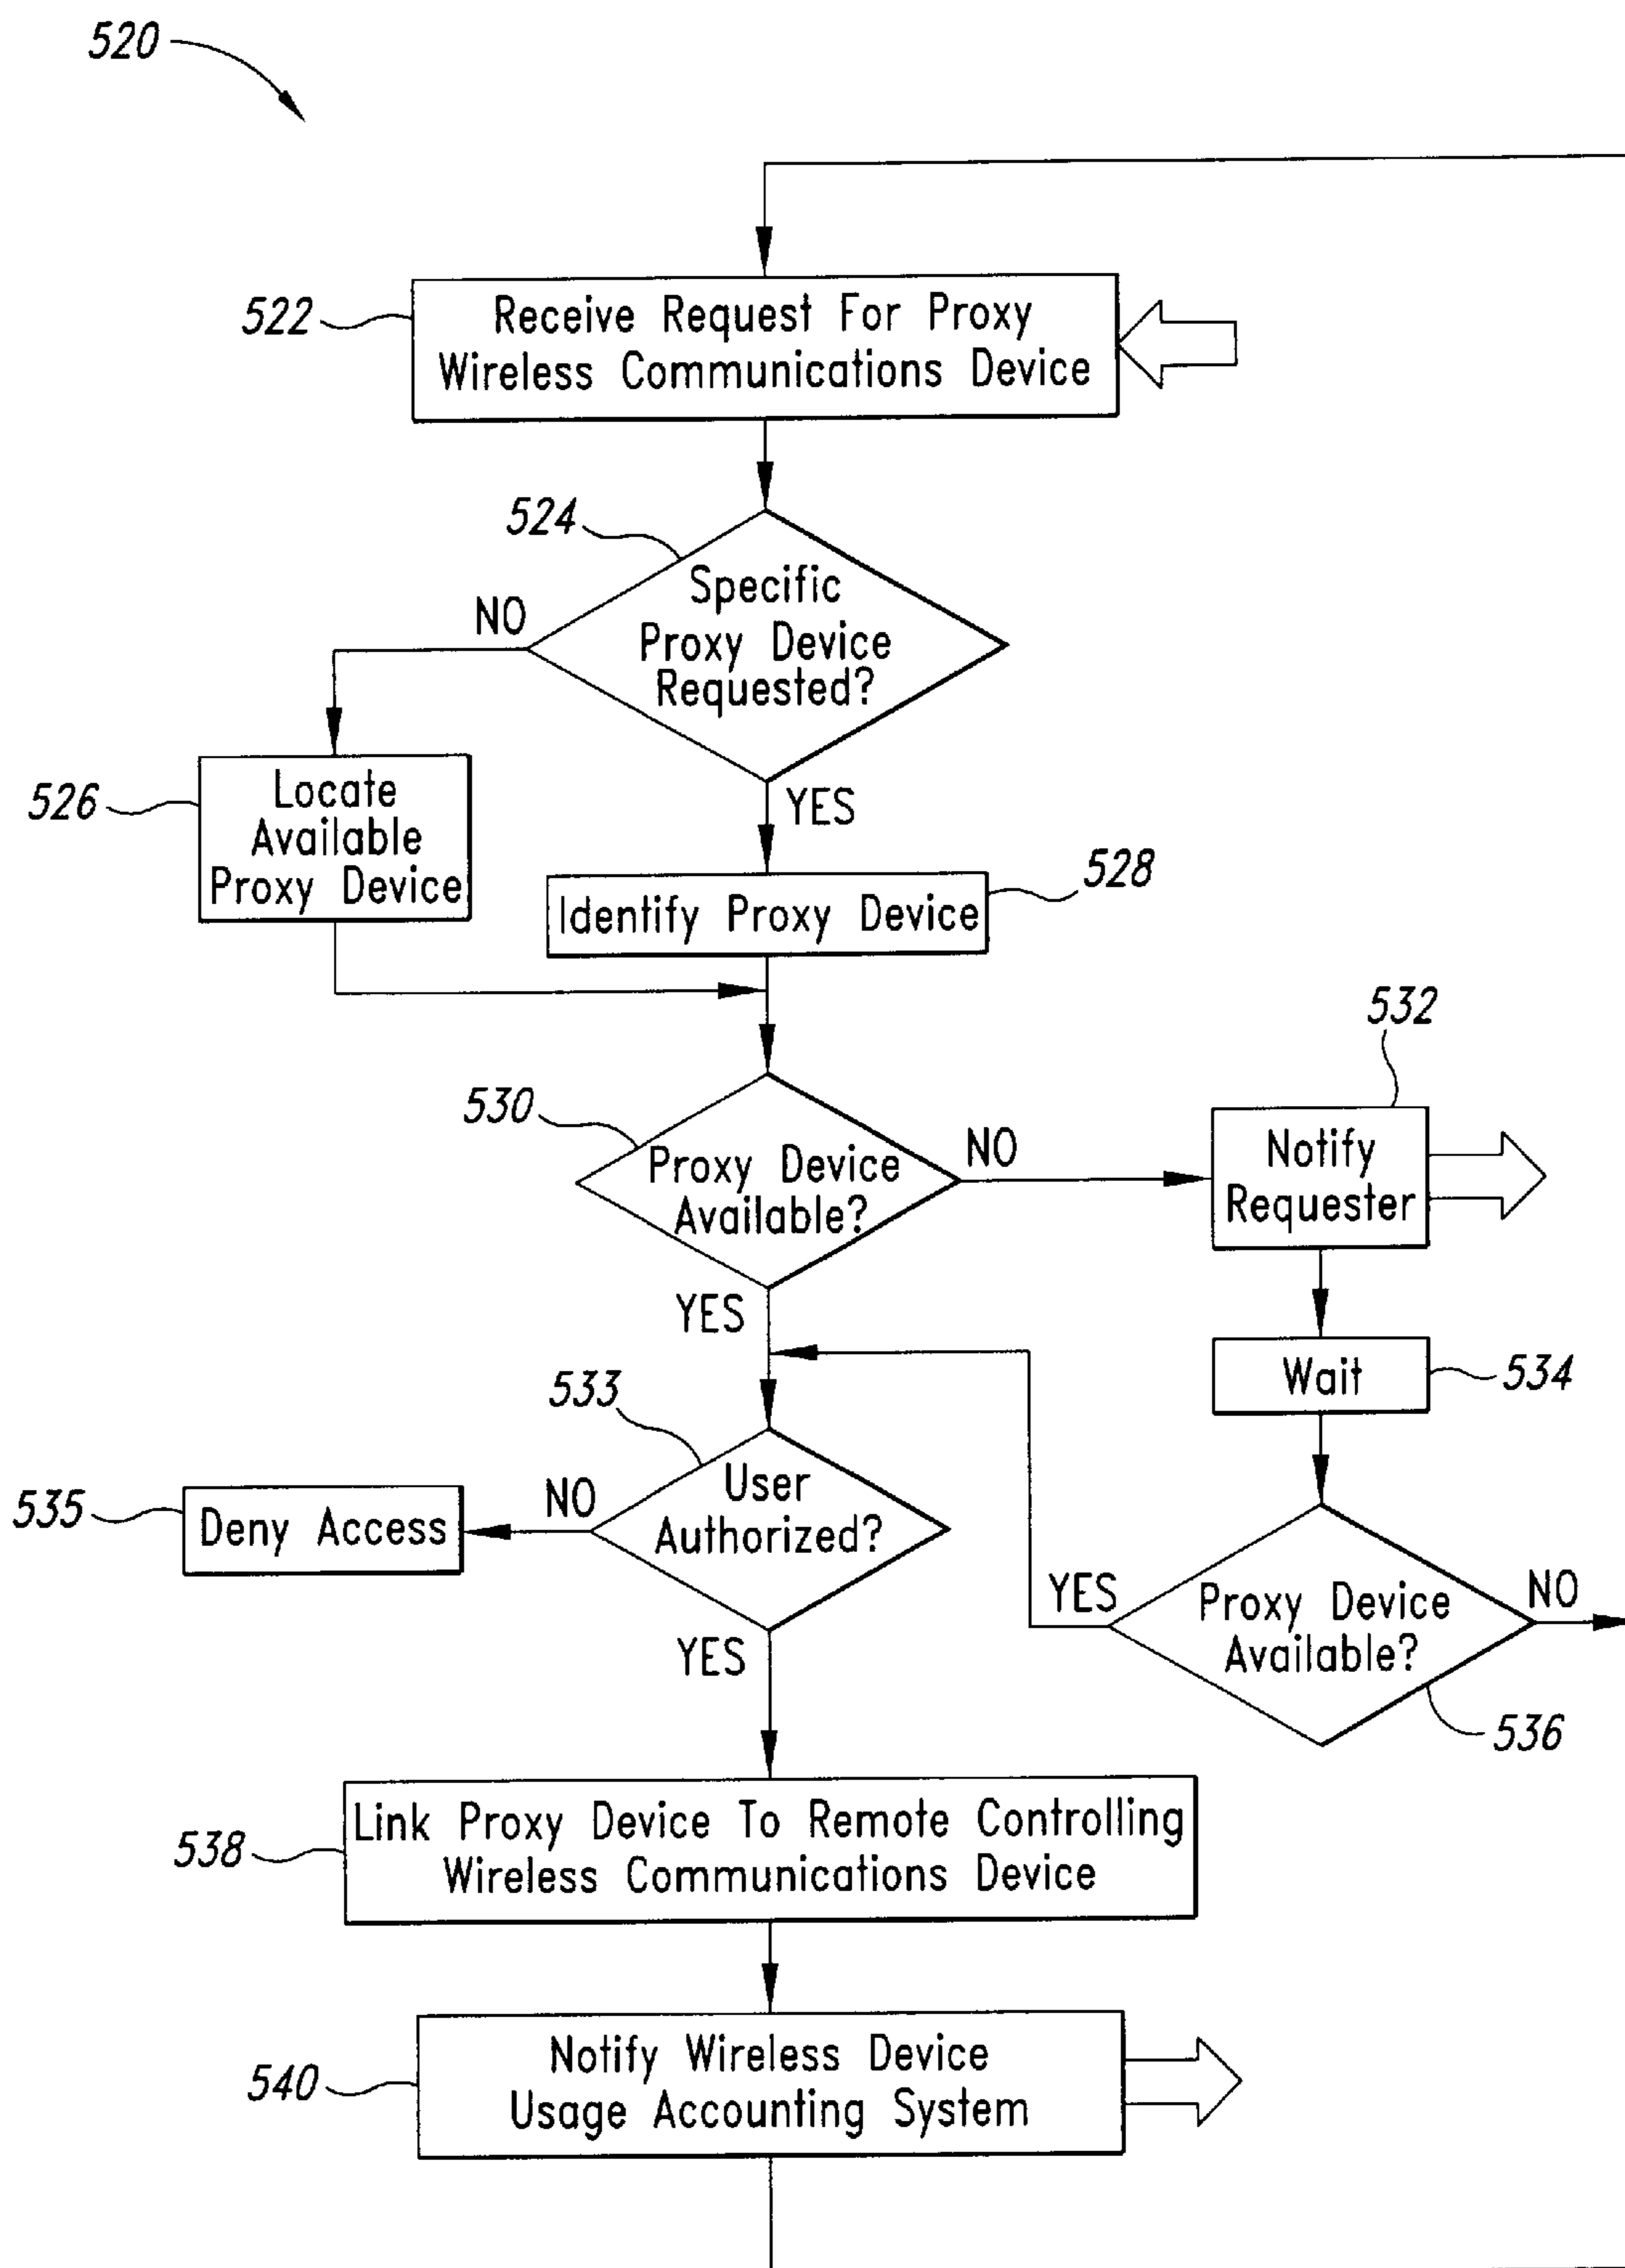 520
522
Receive Request For Proxy
Wireless Communications Device
524
Specific
Proxy Device
Requested?
NO
YES
526
Locate
Available
Proxy Device
528
Identify Proxy Device
530
Proxy Device
Available?
NO
YES
532
Notify
Requester
534
Wait
533
User
Authorized?
NO
YES
535
Deny Access
536
Proxy Device
Available?
YES
NO
538
Link Proxy Device To Remote Controlling
Wireless Communications Device
540
Notify Wireless Device
Usage Accounting System